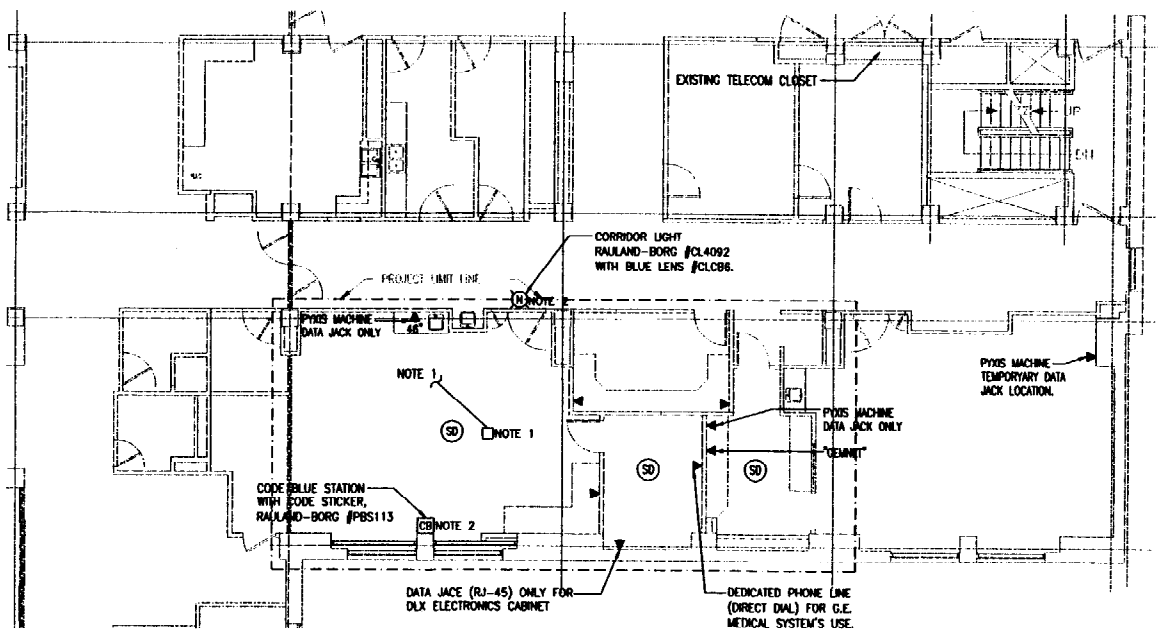 EXISTING TELECOM CLOSET
UP
DN
CORRIDOR LIGHT
RAULAND-BORG #CL4092
WITH BLUE LENS #CLCB6.
PROJECT LIMIT LINE
N NOTE 2
PYXIS MACHINE
DATA JACK ONLY
48"
NOTE 1
SD
NOTE 1
PYXIS MACHINE
TEMPORYARY DATA
JACK LOCATION.
PYXIS MACHINE
DATA JACK ONLY
SD
SD
CODE BLUE STATION
WITH CODE STICKER,
RAULAND-BORG #PBS113
CB NOTE 2
DATA JACE (RJ-45) ONLY FOR
DLX ELECTRONICS CABINET
DEDICATED PHONE LINE
(DIRECT DIAL) FOR G.E.
MEDICAL SYSTEM'S USE.